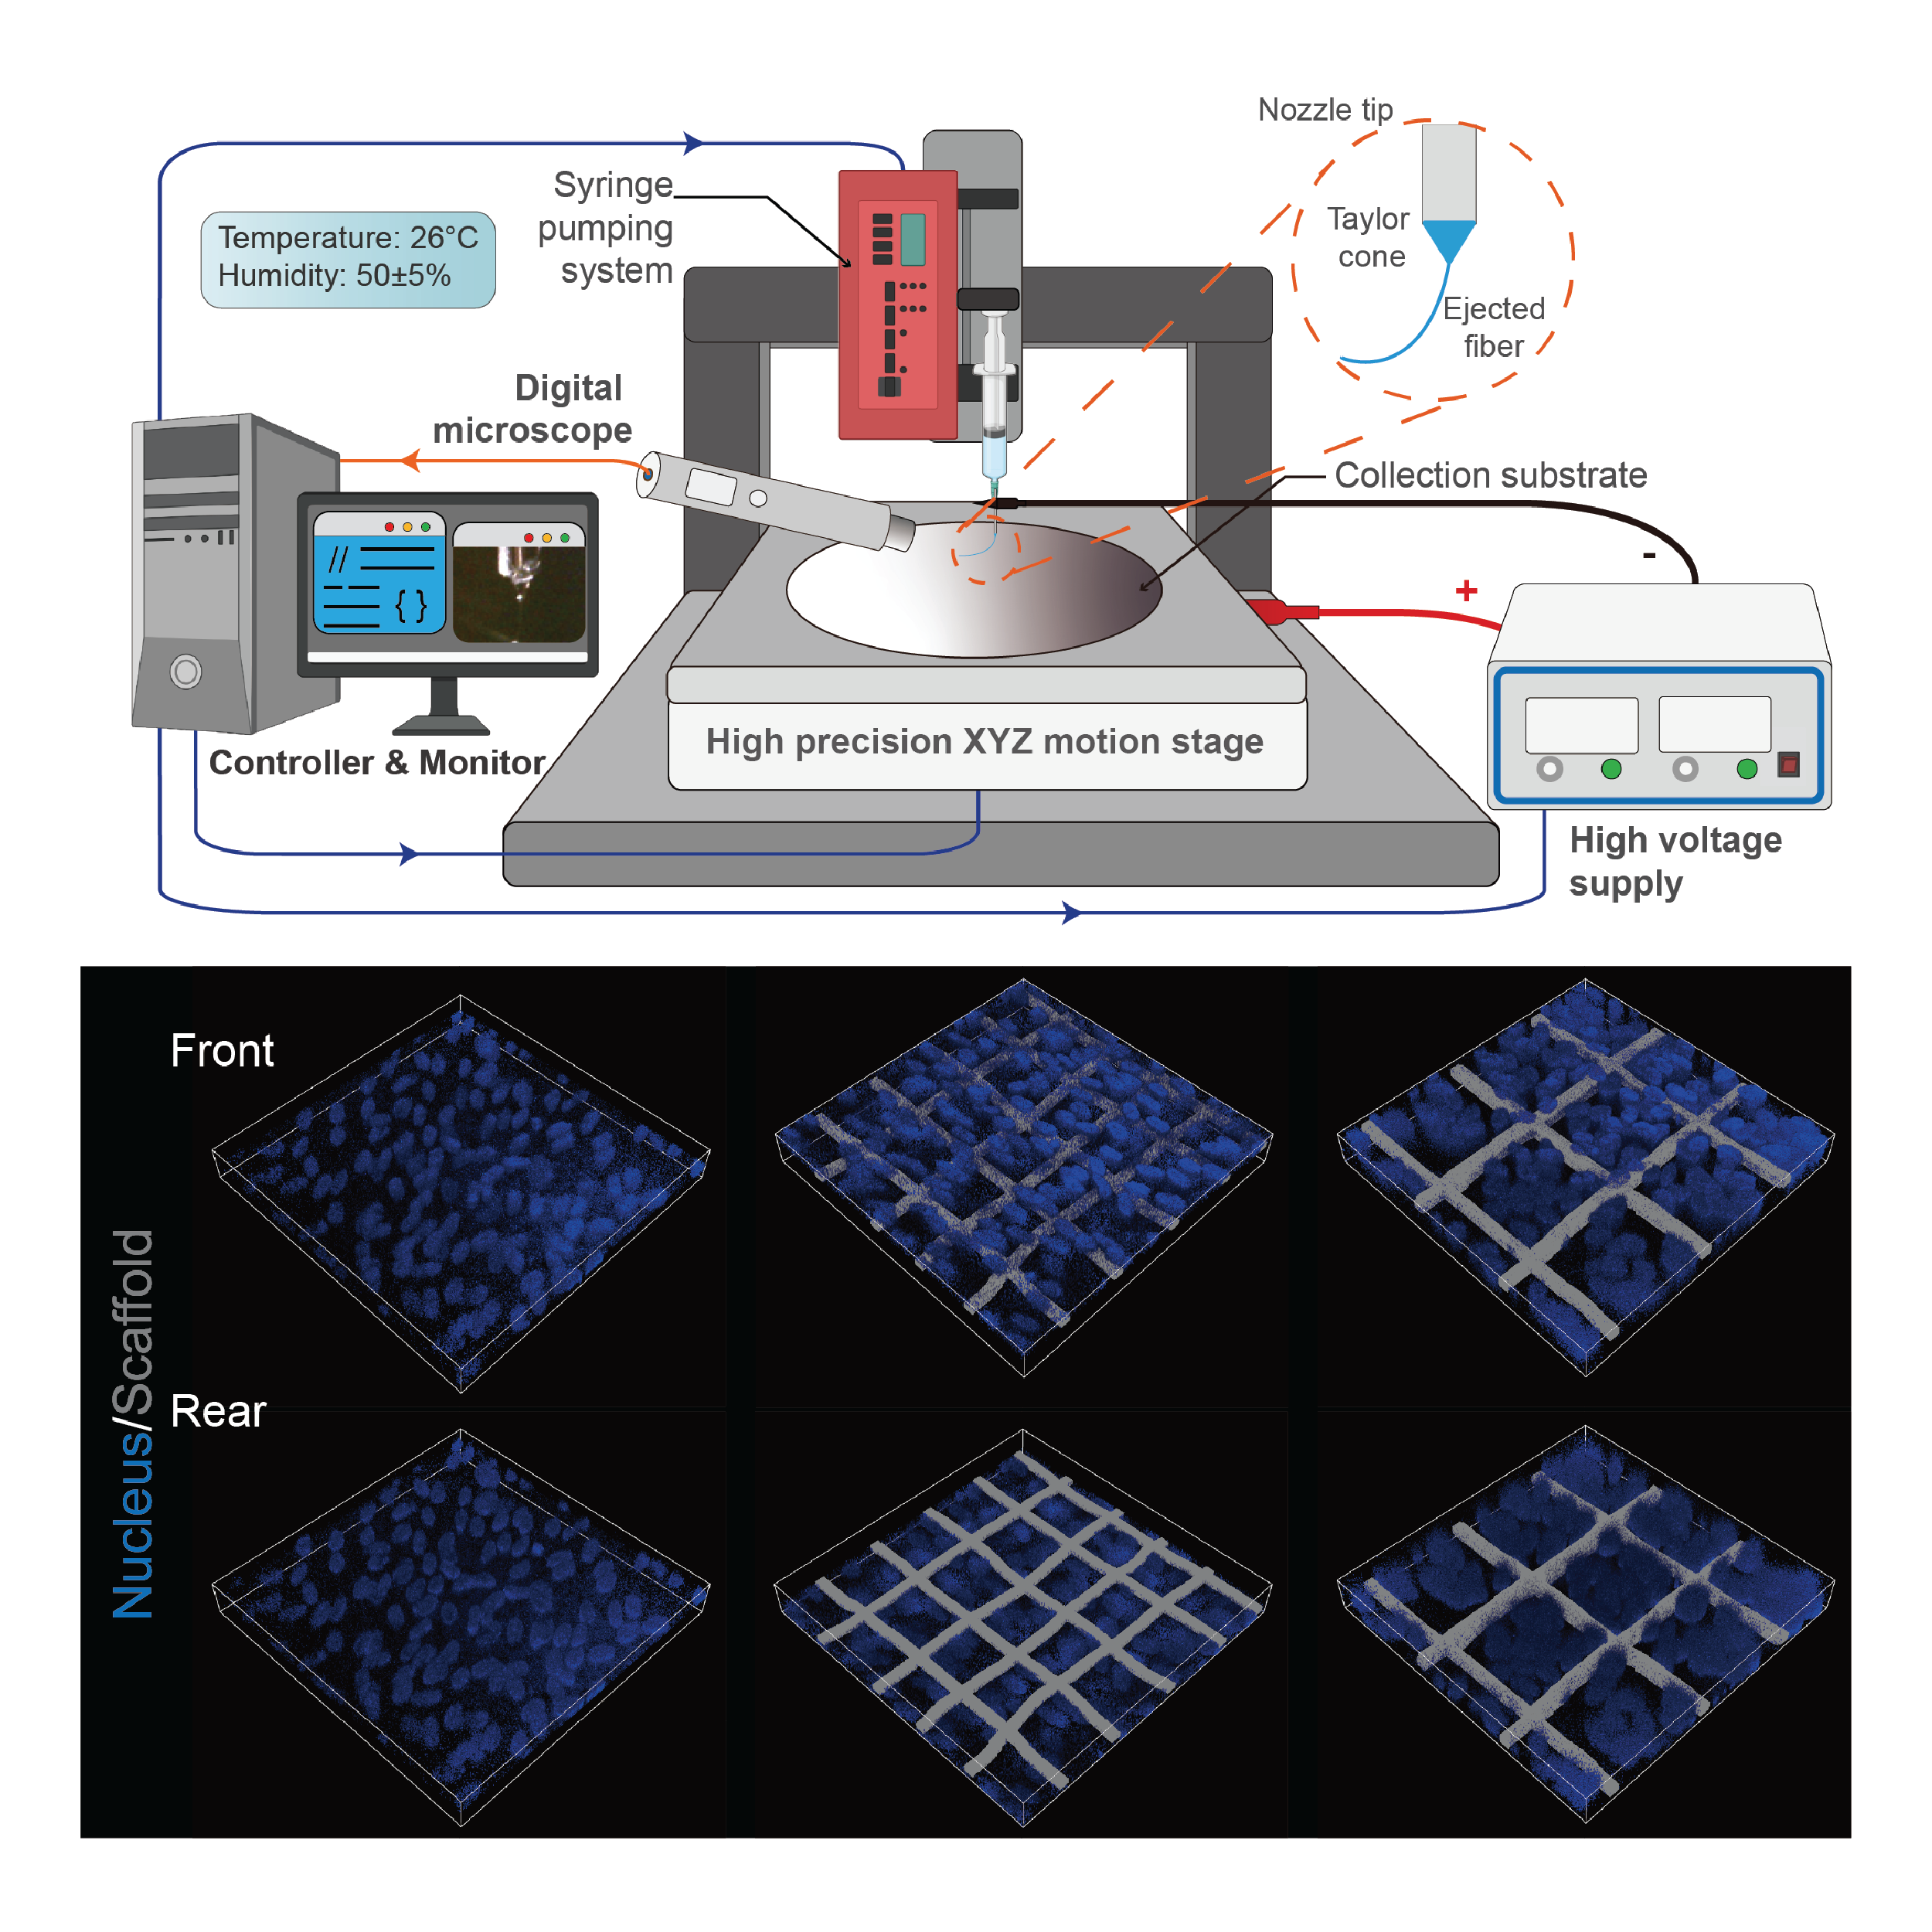 Nozzle tip
Syringe
pumping
system
Taylor
cone
Temperature: 26°C
Humidity: 50±5%
Ejected
fiber
Digital
microscope
Collection substrate
-
+
// 
{ }
High precision XYZ motion stage
Controller & Monitor
High voltage
supply
Front
Rear
Nucleus/Scaffold